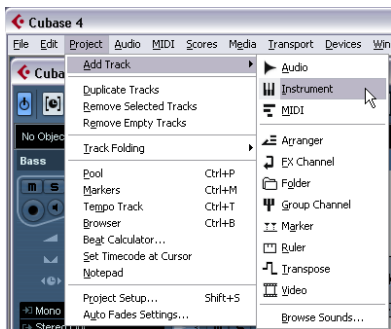 Cubase 4
File Edit Project Audio MIDI Scores Media Transport Devices Win
Cuba
Add Track
Audio
Duplicate Tracks
Instrument
Remove Selected Tracks
MIDI
Remove Empty Tracks
No Objec
Arranger
Track Folding
FX Channel
Bass
Pool Ctrl+P
Folder
m s
Markers Ctrl+M
Group Channel
Tempo Track Ctrl+T
Marker
Browser Ctrl+B
Ruler
Beat Calculator...
Transpose
Set Timecode at Cursor
Video
Notepad
Mono
Project Setup... Shift+S
Browse Sounds...
Stereo Out
Auto Fades Settings...